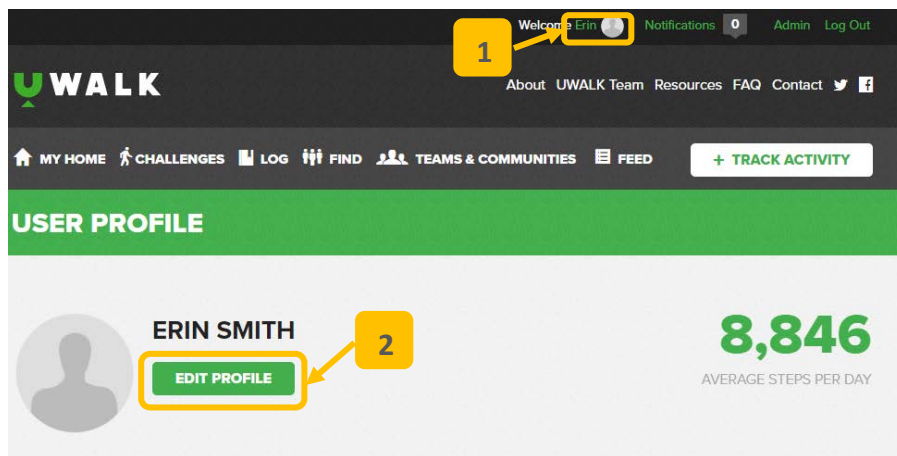 Welcome Erin Notifications 0 Admin Log Out
1
UWALK
About UWALK Team Resources FAQ Contact
MY HOME CHALLENGES LOG FIND TEAMS & COMMUNITIES FEED + TRACK ACTIVITY
USER PROFILE
ERIN SMITH
2
EDIT PROFILE
8,846
AVERAGE STEPS PER DAY